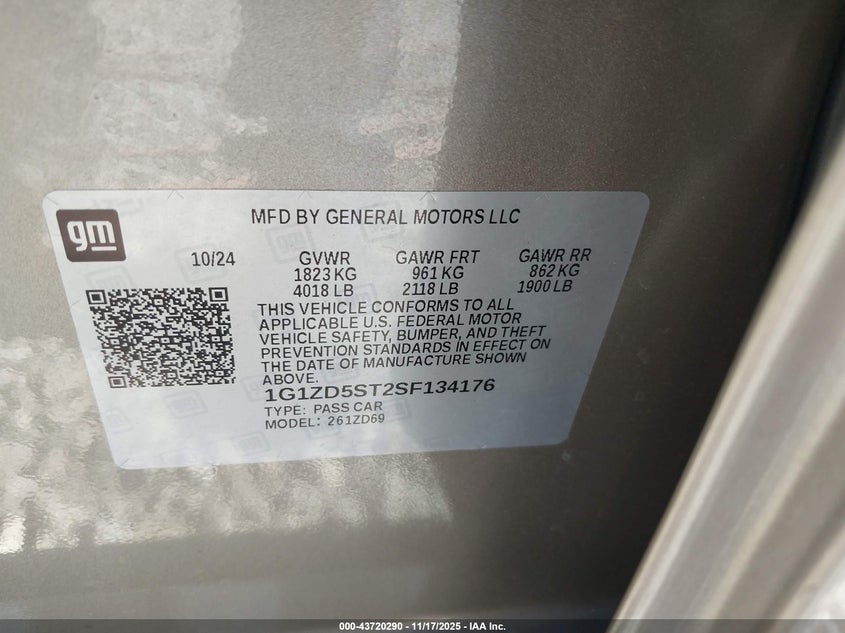 gm
MFD BY GENERAL MOTORS LLC
10/24 GVWR GAWR FRT GAWR RR
1823 KG 961 KG 862 KG
4018 LB 2118 LB 1900 LB
THIS VEHICLE CONFORMS TO ALL
APPLICABLE U.S. FEDERAL MOTOR
VEHICLE SAFETY, BUMPER, AND THEFT
PREVENTION STANDARDS IN EFFECT ON
THE DATE OF MANUFACTURE SHOWN
ABOVE.
1G1ZD5ST2SF134176
TYPE: PASS CAR
MODEL: 261ZD69
000-43720290 - 11/17/2025 - IAA Inc.